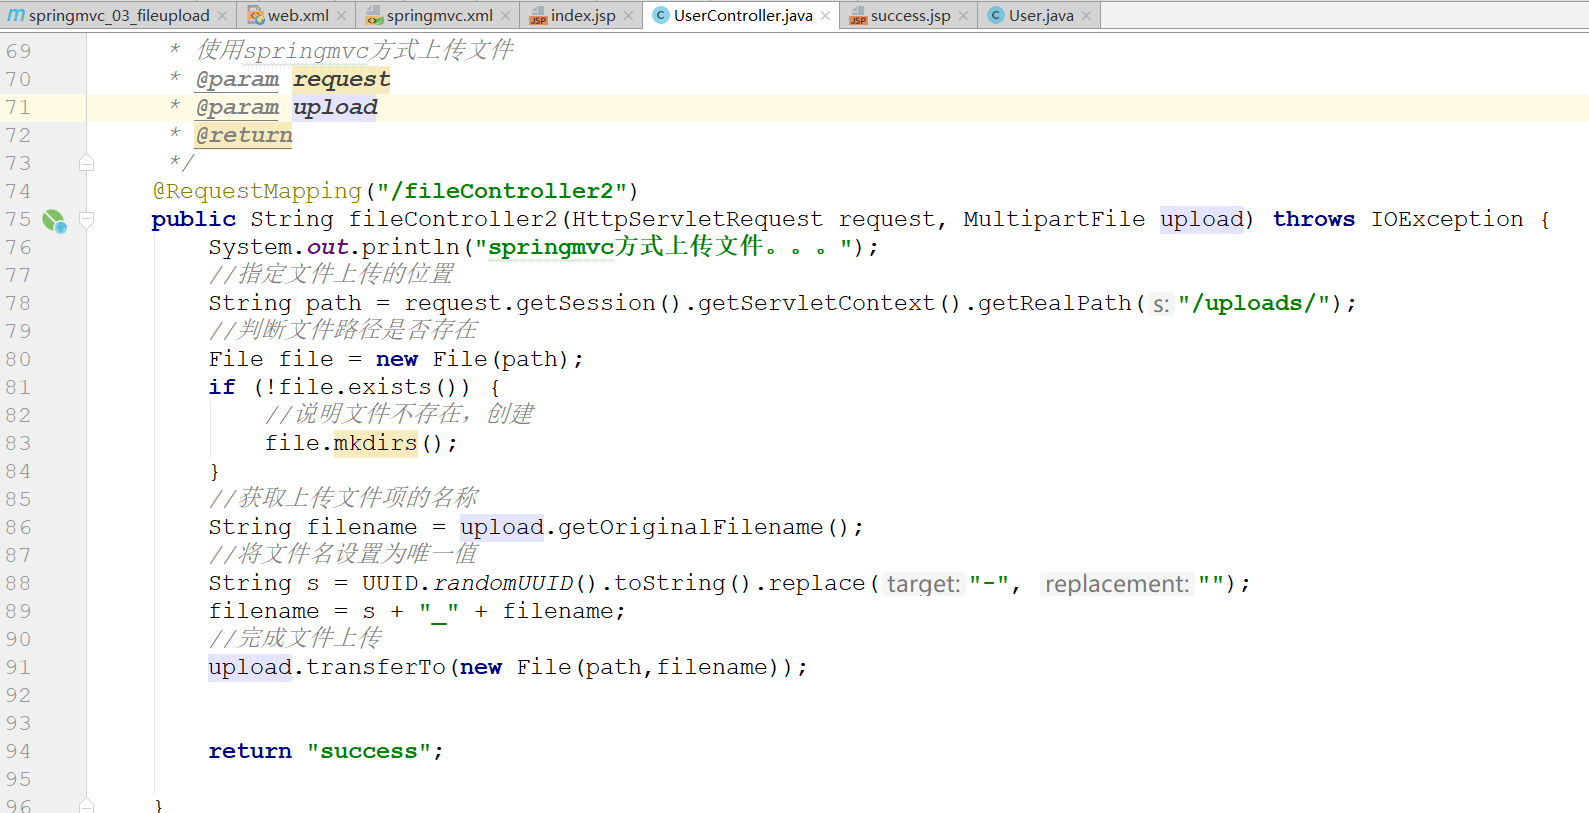 springmvc_03_fileupload × web.xml × springmvc.xml × index.jsp × UserController.java × success.jsp × User.java ×
69 * 使用springmvc方式上传文件
70 * @param request
71 * @param upload
72 * @return
73 */
74 @RequestMapping("/fileController2")
75 public String fileController2(HttpServletRequest request, MultipartFile upload) throws IOException {
76 System.out.println("springmvc方式上传文件。。。");
77 //指定文件上传的位置
78 String path = request.getSession().getServletContext().getRealPath( s: "/uploads/");
79 //判断文件路径是否存在
80 File file = new File(path);
81 if (!file.exists()) {
82 //说明文件不存在，创建
83 file.mkdirs();
84 }
85 //获取上传文件项的名称
86 String filename = upload.getOriginalFilename();
87 //将文件名设置为唯一值
88 String s = UUID.randomUUID().toString().replace( target: "-", replacement: "");
89 filename = s + "_" + filename;
90 //完成文件上传
91 upload.transferTo(new File(path,filename));
92
93
94 return "success";
95
96 }